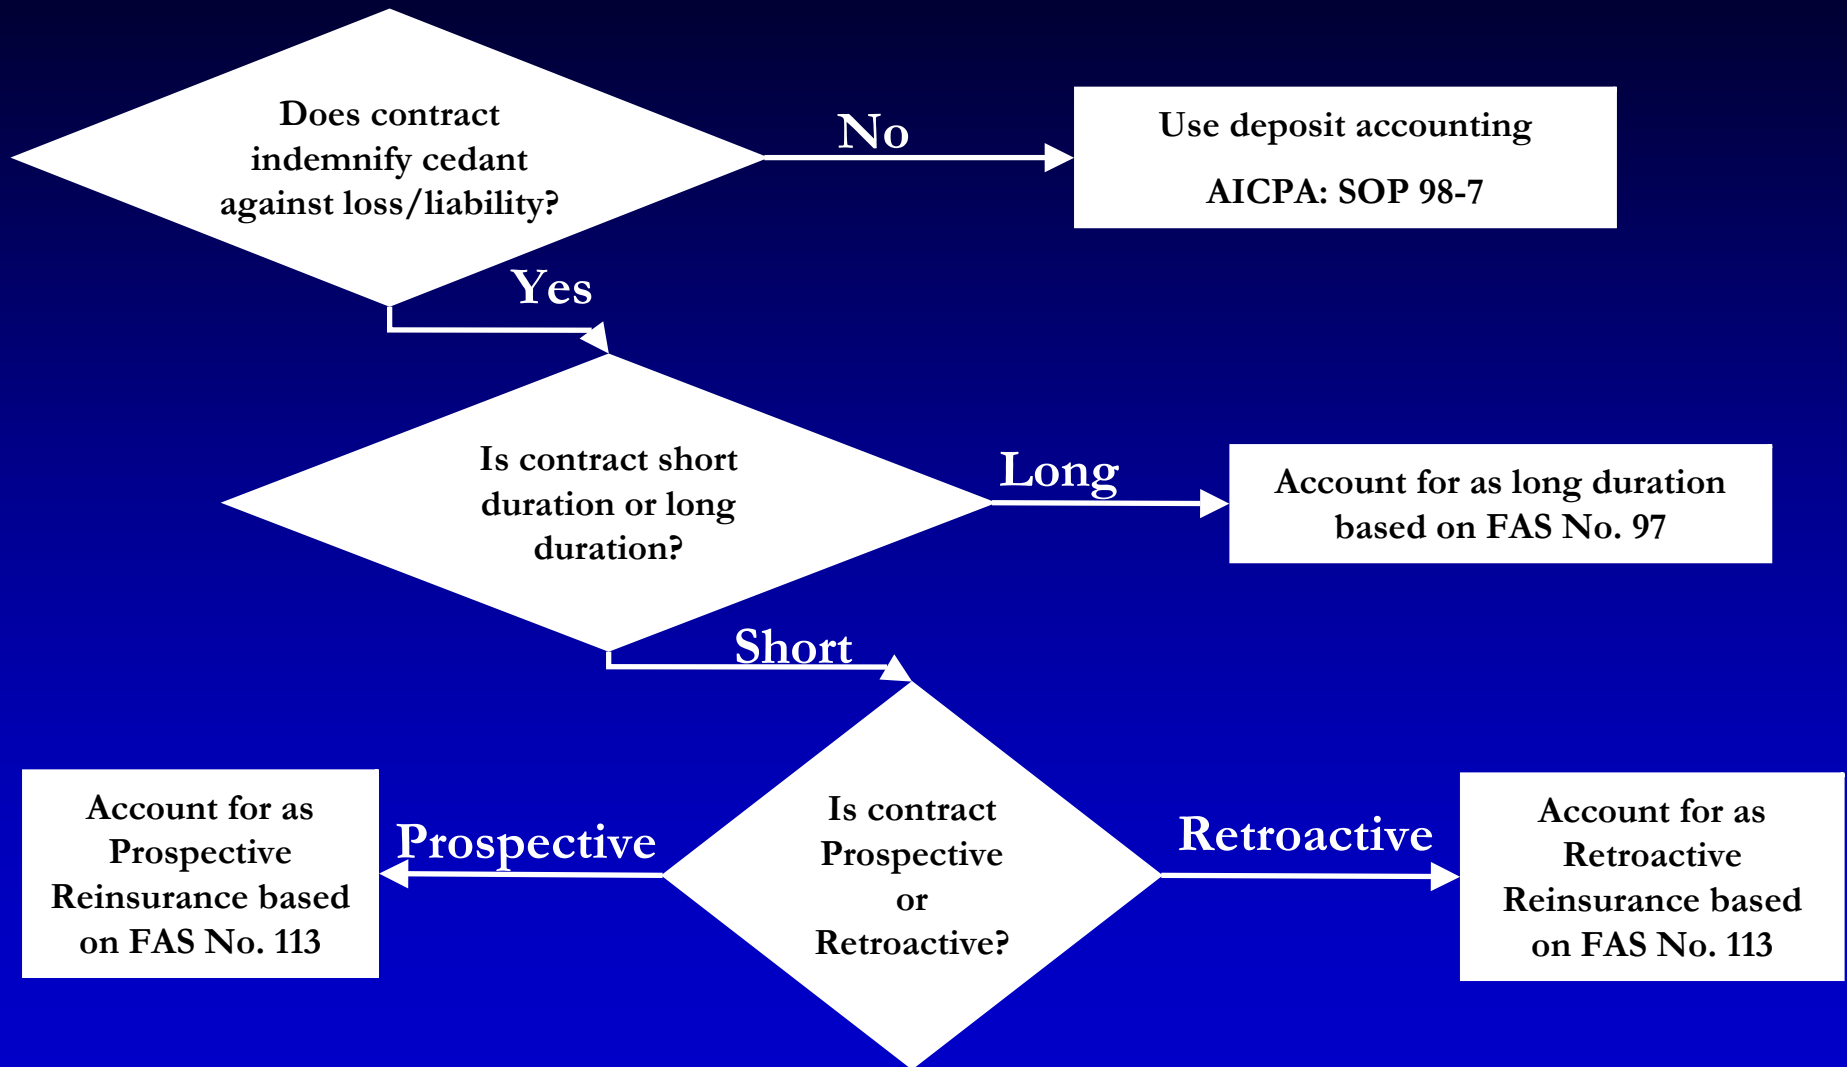 Does contract
indemnify cedant
against loss/liability?
No
Use deposit accounting
AICPA: SOP 98-7
Yes
Is contract short
duration or long
duration?
Long
Account for as long duration
based on FAS No. 97
Short
Account for as
Prospective
Reinsurance based
on FAS No. 113
Prospective
Is contract
Prospective
or
Retroactive?
Retroactive
Account for as
Retroactive
Reinsurance based
on FAS No. 113